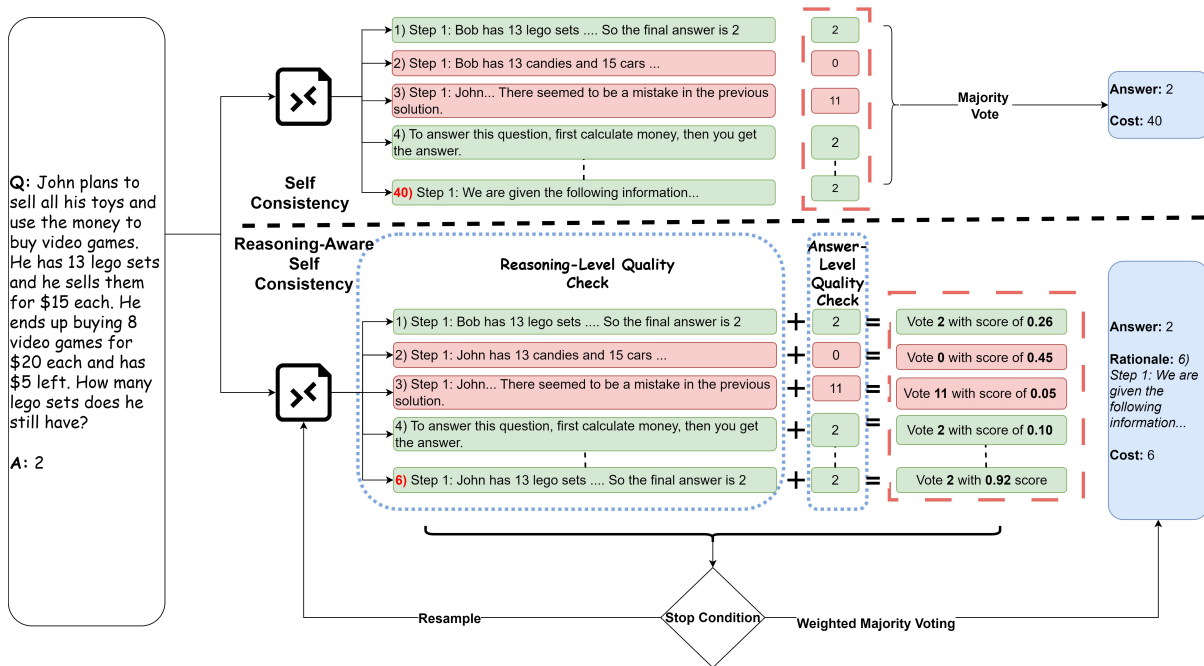 Q: John plans to
sell all his toys and
use the money to
buy video games.
He has 13 lego sets
and he sells them
for $15 each. He
ends up buying 8
video games for
$20 each and has
$5 left. How many
lego sets does he
still have?
A: 2
1) Step 1: Bob has 13 lego sets .... So the final answer is 2
2) Step 1: Bob has 13 candies and 15 cars ...
3) Step 1: John... There seemed to be a mistake in the previous
solution.
4) To answer this question, first calculate money, then you get
the answer.
40) Step 1: We are given the following information...
2
0
11
2
2
Majority
Vote
Answer: 2
Cost: 40
Self
Consistency
Reasoning-Aware
Self
Consistency
Reasoning-Level Quality
Check
Answer-
Level
Quality
Check
1) Step 1: Bob has 13 lego sets .... So the final answer is 2
+
2
=
Vote 2 with score of 0.26
2) Step 1: John has 13 candies and 15 cars ...
+
0
=
Vote 0 with score of 0.45
3) Step 1: John... There seemed to be a mistake in the previous
solution.
+
11
=
Vote 11 with score of 0.05
4) To answer this question, first calculate money, then you get
the answer.
+
2
=
Vote 2 with score of 0.10
6) Step 1: John has 13 lego sets .... So the final answer is 2
+
2
=
Vote 2 with 0.92 score
Answer: 2
Rationale: 6)
Step 1: We are
given the
following
information...
Cost: 6
Resample
Stop Condition
Weighted Majority Voting